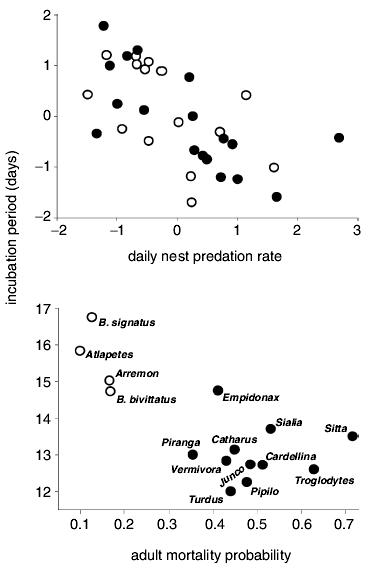 2
1
0
−1
−2
−2
−1
0
1
2
3
daily nest predation rate
incubation period (days)
17
16
15
14
13
12
B. signatus
Atlapetes
Arremon
B. bivittatus
Empidonax
Sialia
Sitta
Catharus
Piranga
Cardellina
Vermivora
Junco
Troglodytes
Pipilo
Turdus
0.1
0.2
0.3
0.4
0.5
0.6
0.7
adult mortality probability